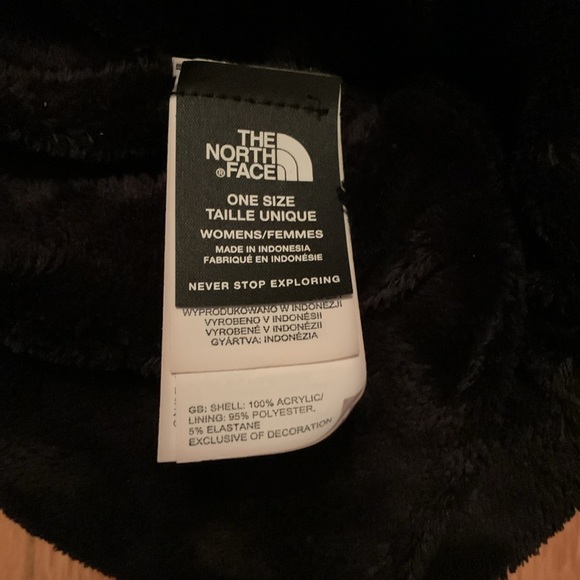 THE
NORTH
®FACE
ONE SIZE
TAILLE UNIQUE
WOMENS/FEMMES
MADE IN INDONESIA
FABRIQUÉ EN INDONÉSIE
NEVER STOP EXPLORING
WYPRODUKOWANO W INDONEZJI
VYROBENO V INDONÉSII
VYROBENÉ V INDONÉZII
GYÁRTVA: INDONÉZIA
GB: SHELL: 100% ACRYLIC/
LINING: 95% POLYESTER,
5% ELASTANE
EXCLUSIVE OF DECORATION